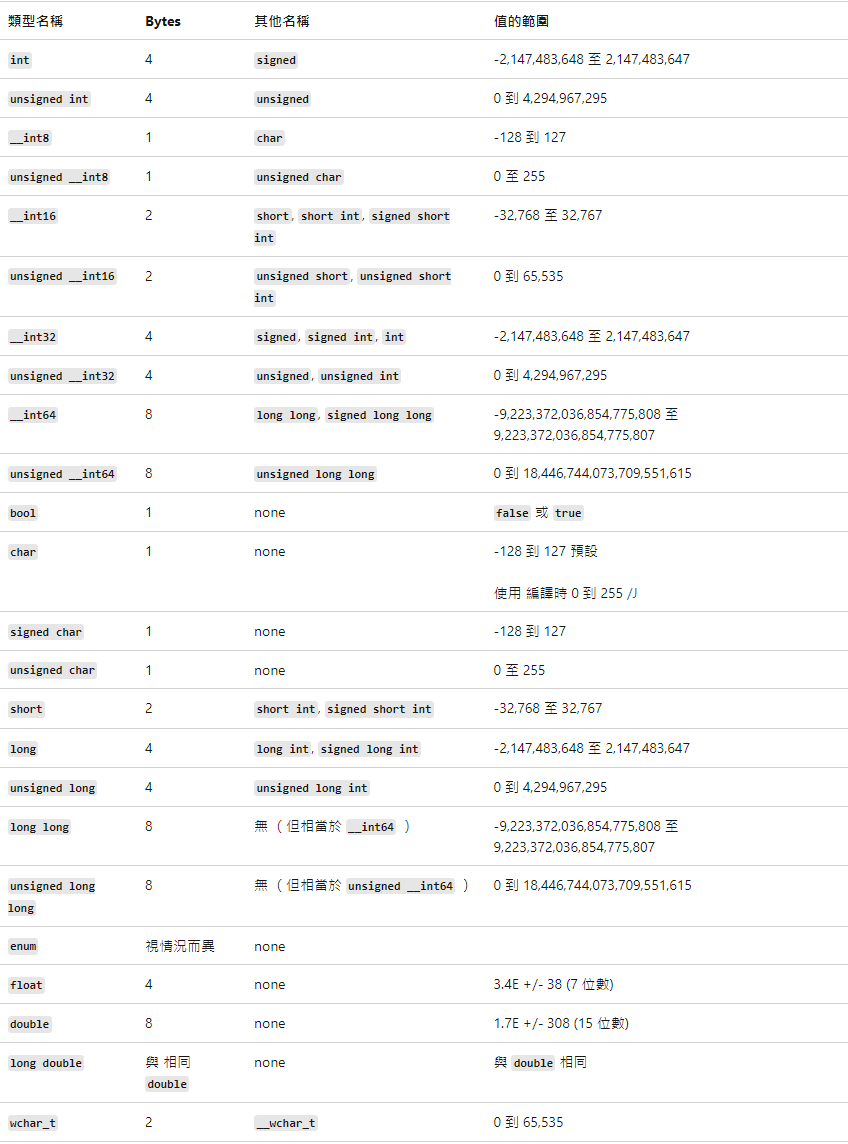 類型名稱 Bytes 其他名稱 值的範圍
int 4 signed -2,147,483,648 至 2,147,483,647
unsigned int 4 unsigned 0 到 4,294,967,295
__int8 1 char -128 到 127
unsigned __int8 1 unsigned char 0 至 255
__int16 2 short, short int, signed short -32,768 至 32,767
int
unsigned __int16 2 unsigned short, unsigned short 0 到 65,535
int
__int32 4 signed, signed int, int -2,147,483,648 至 2,147,483,647
unsigned __int32 4 unsigned, unsigned int 0 到 4,294,967,295
__int64 8 long long, signed long long -9,223,372,036,854,775,808 至
9,223,372,036,854,775,807
unsigned __int64 8 unsigned long long 0 到 18,446,744,073,709,551,615
bool 1 none false 或 true
char 1 none -128 到 127 預設
使用 編譯時 0 到 255 /J
signed char 1 none -128 到 127
unsigned char 1 none 0 至 255
short 2 short int, signed short int -32,768 至 32,767
long 4 long int, signed long int -2,147,483,648 至 2,147,483,647
unsigned long 4 unsigned long int 0 到 4,294,967,295
long long 8 無 ( 但相當於 __int64 ) -9,223,372,036,854,775,808 至
9,223,372,036,854,775,807
unsigned long 8 無 ( 但相當於 unsigned __int64 ) 0 到 18,446,744,073,709,551,615
long
enum 視情況而異 none
float 4 none 3.4E +/- 38 (7 位數)
double 8 none 1.7E +/- 308 (15 位數)
long double 與 相同 none 與 double 相同
double
wchar_t 2 __wchar_t 0 到 65,535